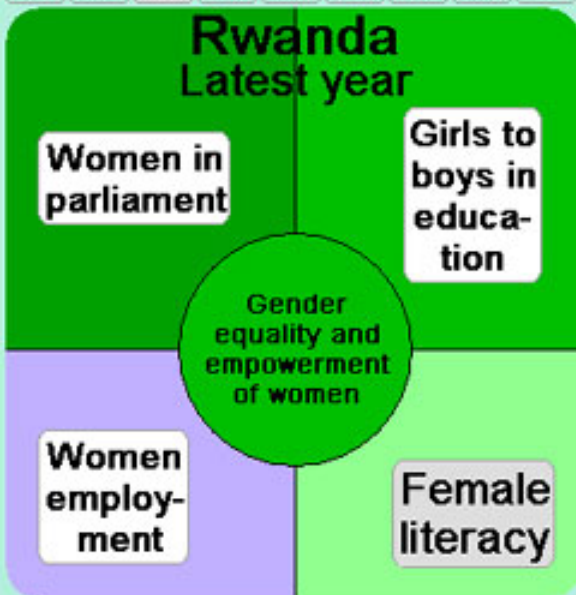 Rwanda
Latest year
Women in
parliament
Girls to
boys in
educa-
tion
Gender
equality and
empowerment
of women
Women
employ-
ment
Female
literacy